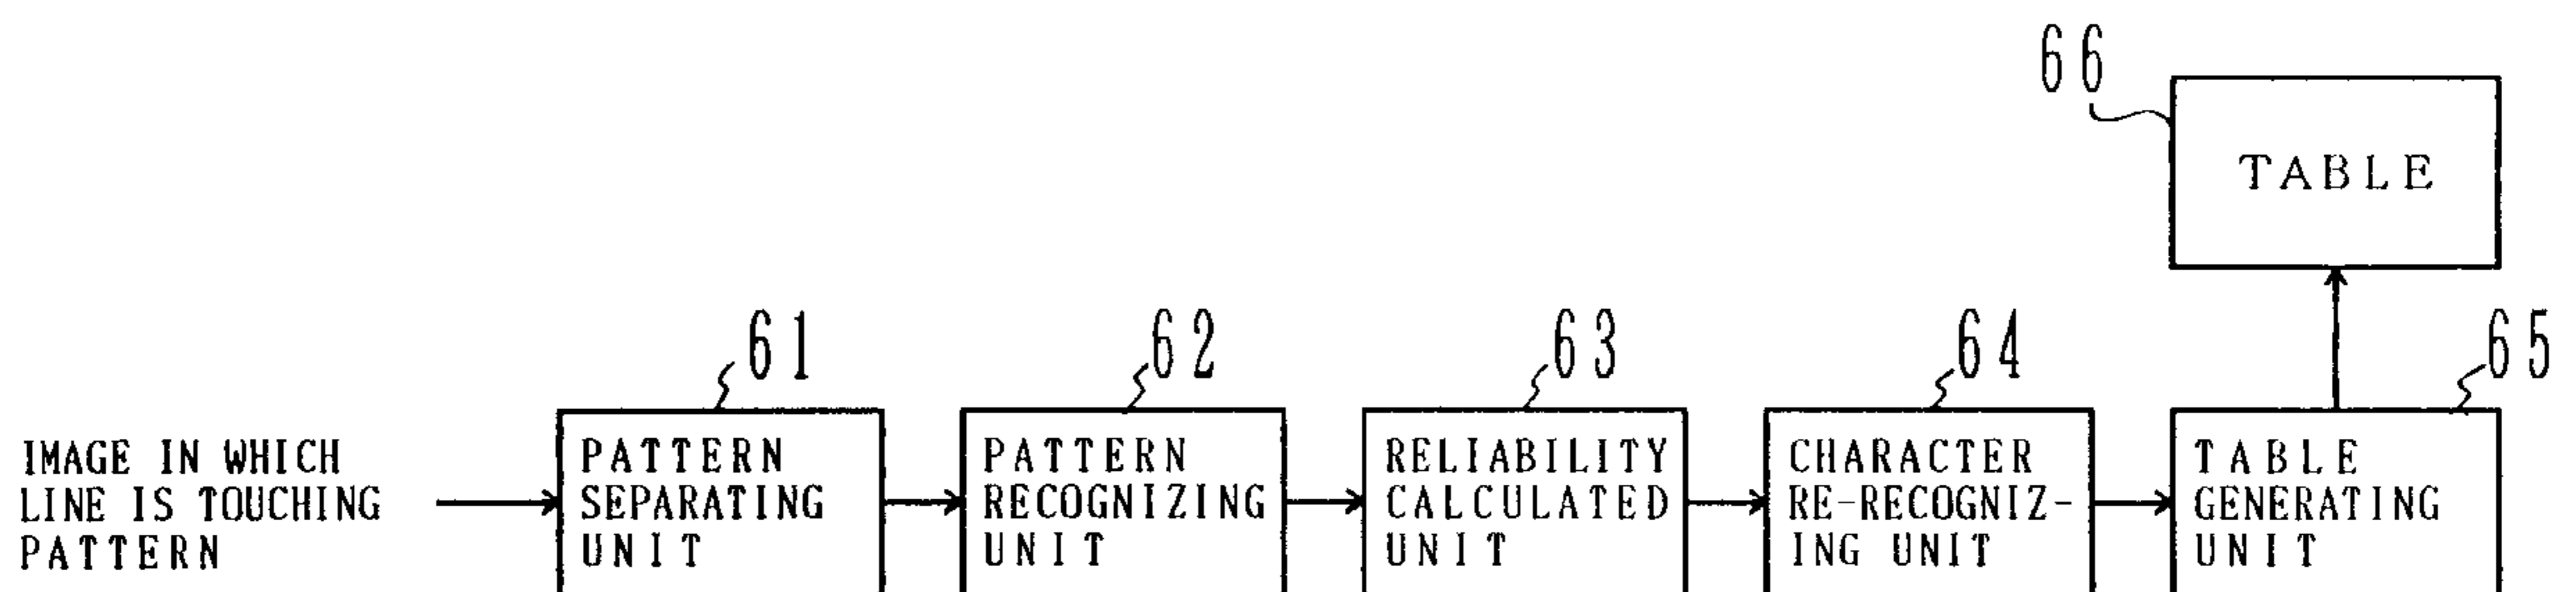 66
TABLE
61
62
63
64
65
IMAGE IN WHICH
LINE IS TOUCHING
PATTERN
PATTERN
SEPARATING
UNIT
PATTERN
RECOGNIZING
UNIT
RELIABILITY
CALCULATED
UNIT
CHARACTER
RE-RECOGNIZ-
ING UNIT
TABLE
GENERATING
UNIT